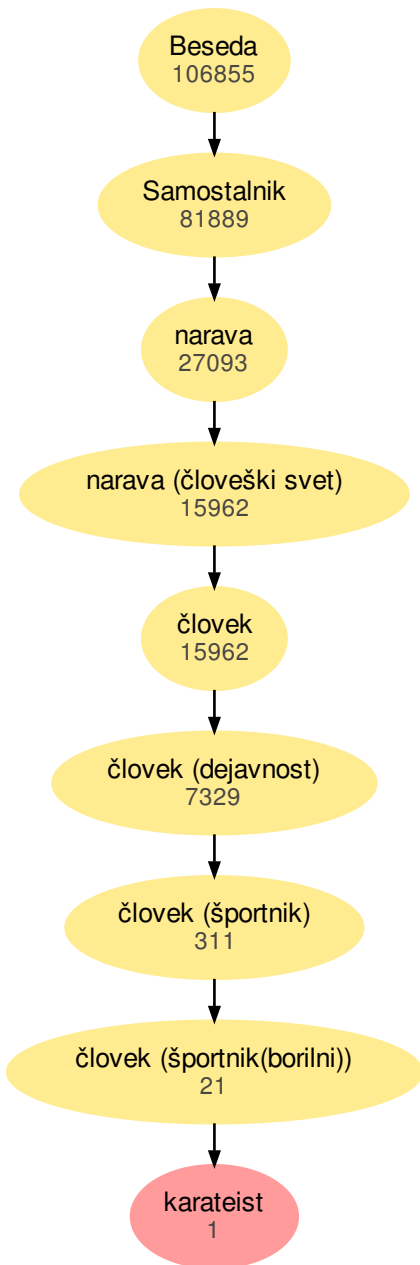 Beseda
106855
Samostalnik
81889
narava
27093
narava (človeški svet)
15962
človek
15962
človek (dejavnost)
7329
človek (športnik)
311
človek (športnik(borilni))
21
karateist
1